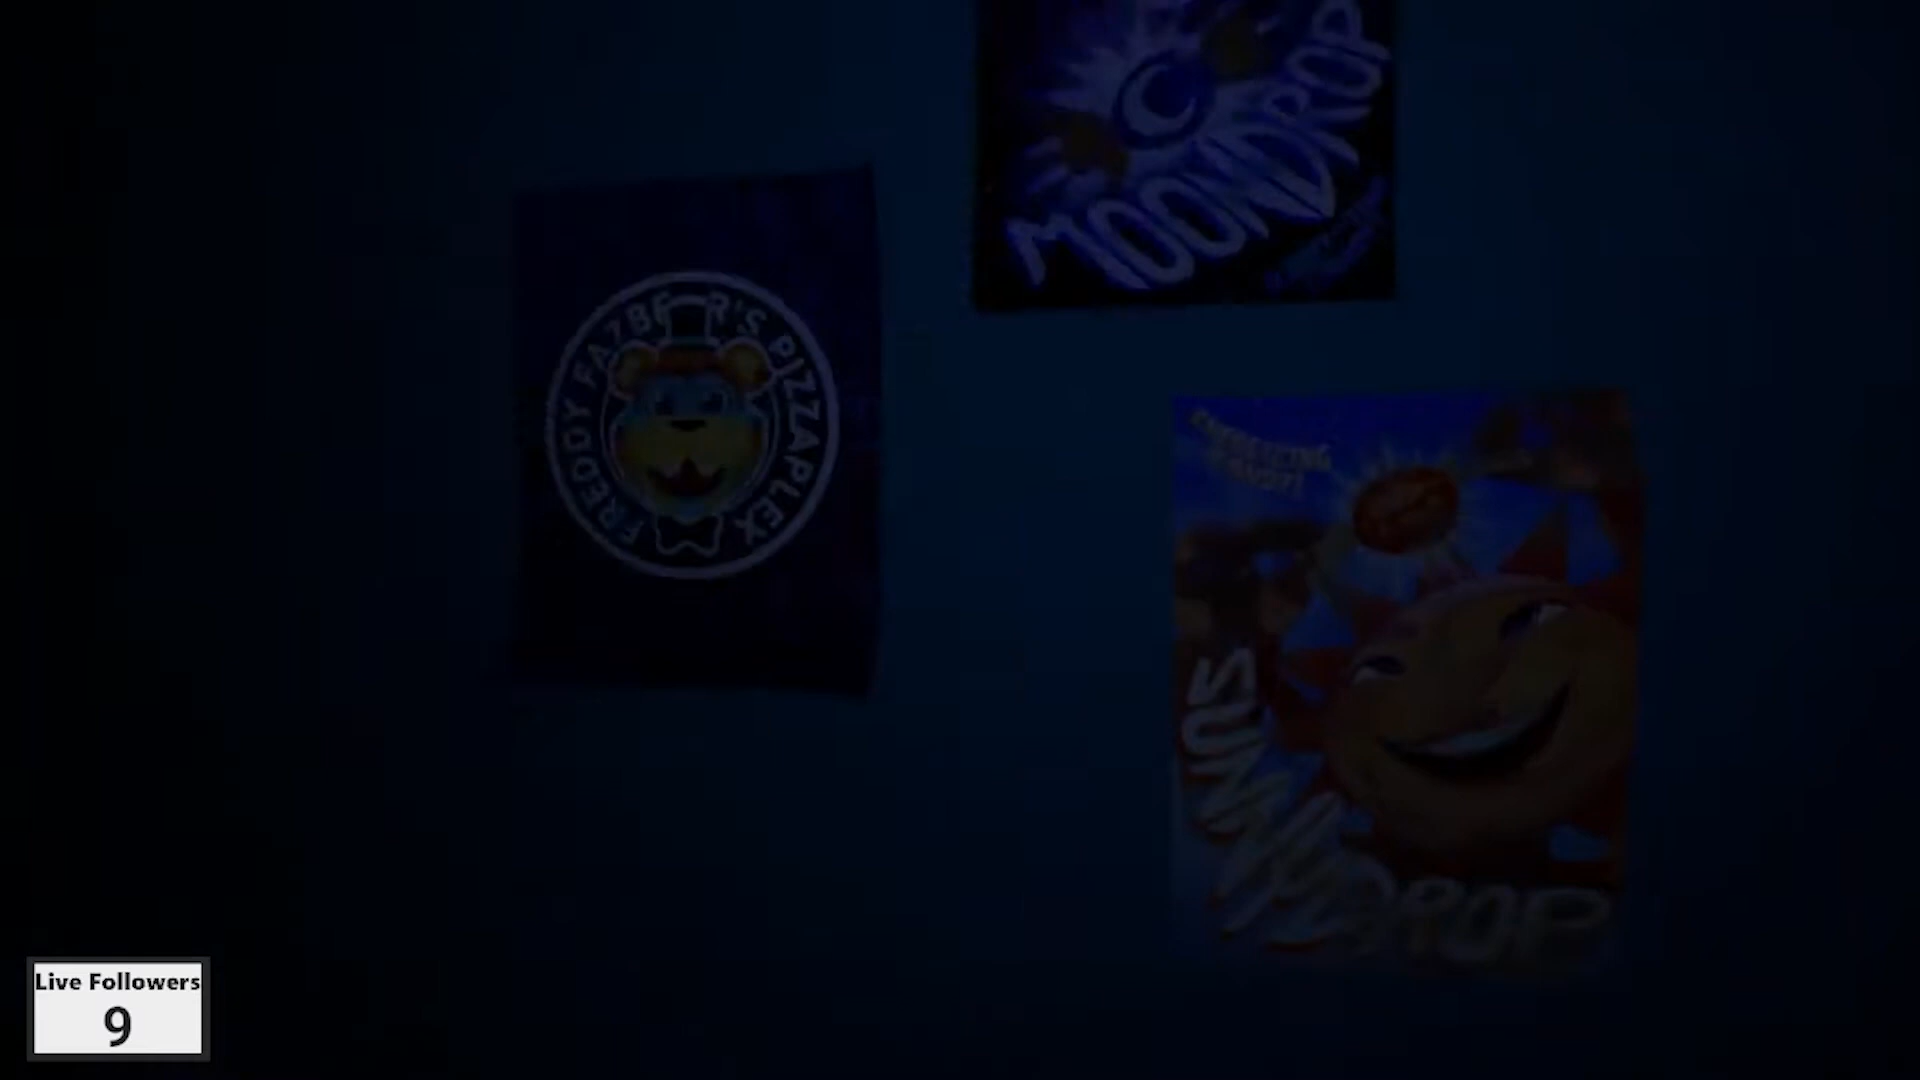 MOONDROP
FREDDY FAZBEAR'S PIZZAPLEX
SUNNYDROP
Live Followers
9